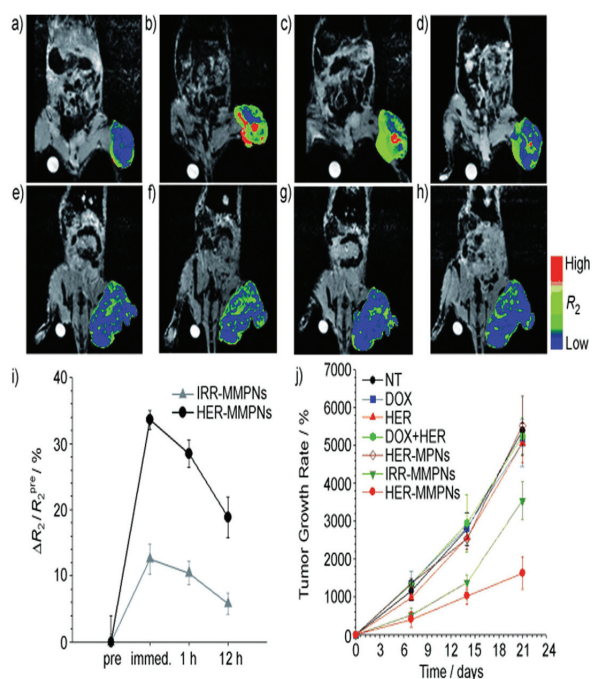 a)
b)
c)
d)
e)
f)
g)
h)
High
R2
Low
i)
40
30
20
10
0
ΔR2 / R2pre / %
IRR-MMPNs
HER-MMPNs
pre immed. 1 h 12 h
j)
7000
6000
5000
4000
3000
2000
1000
0
Tumor Growth Rate / %
NT
DOX
HER
DOX+HER
HER-MPNs
IRR-MMPNs
HER-MMPNs
0 3 6 9 12 15 18 21 24
Time / days